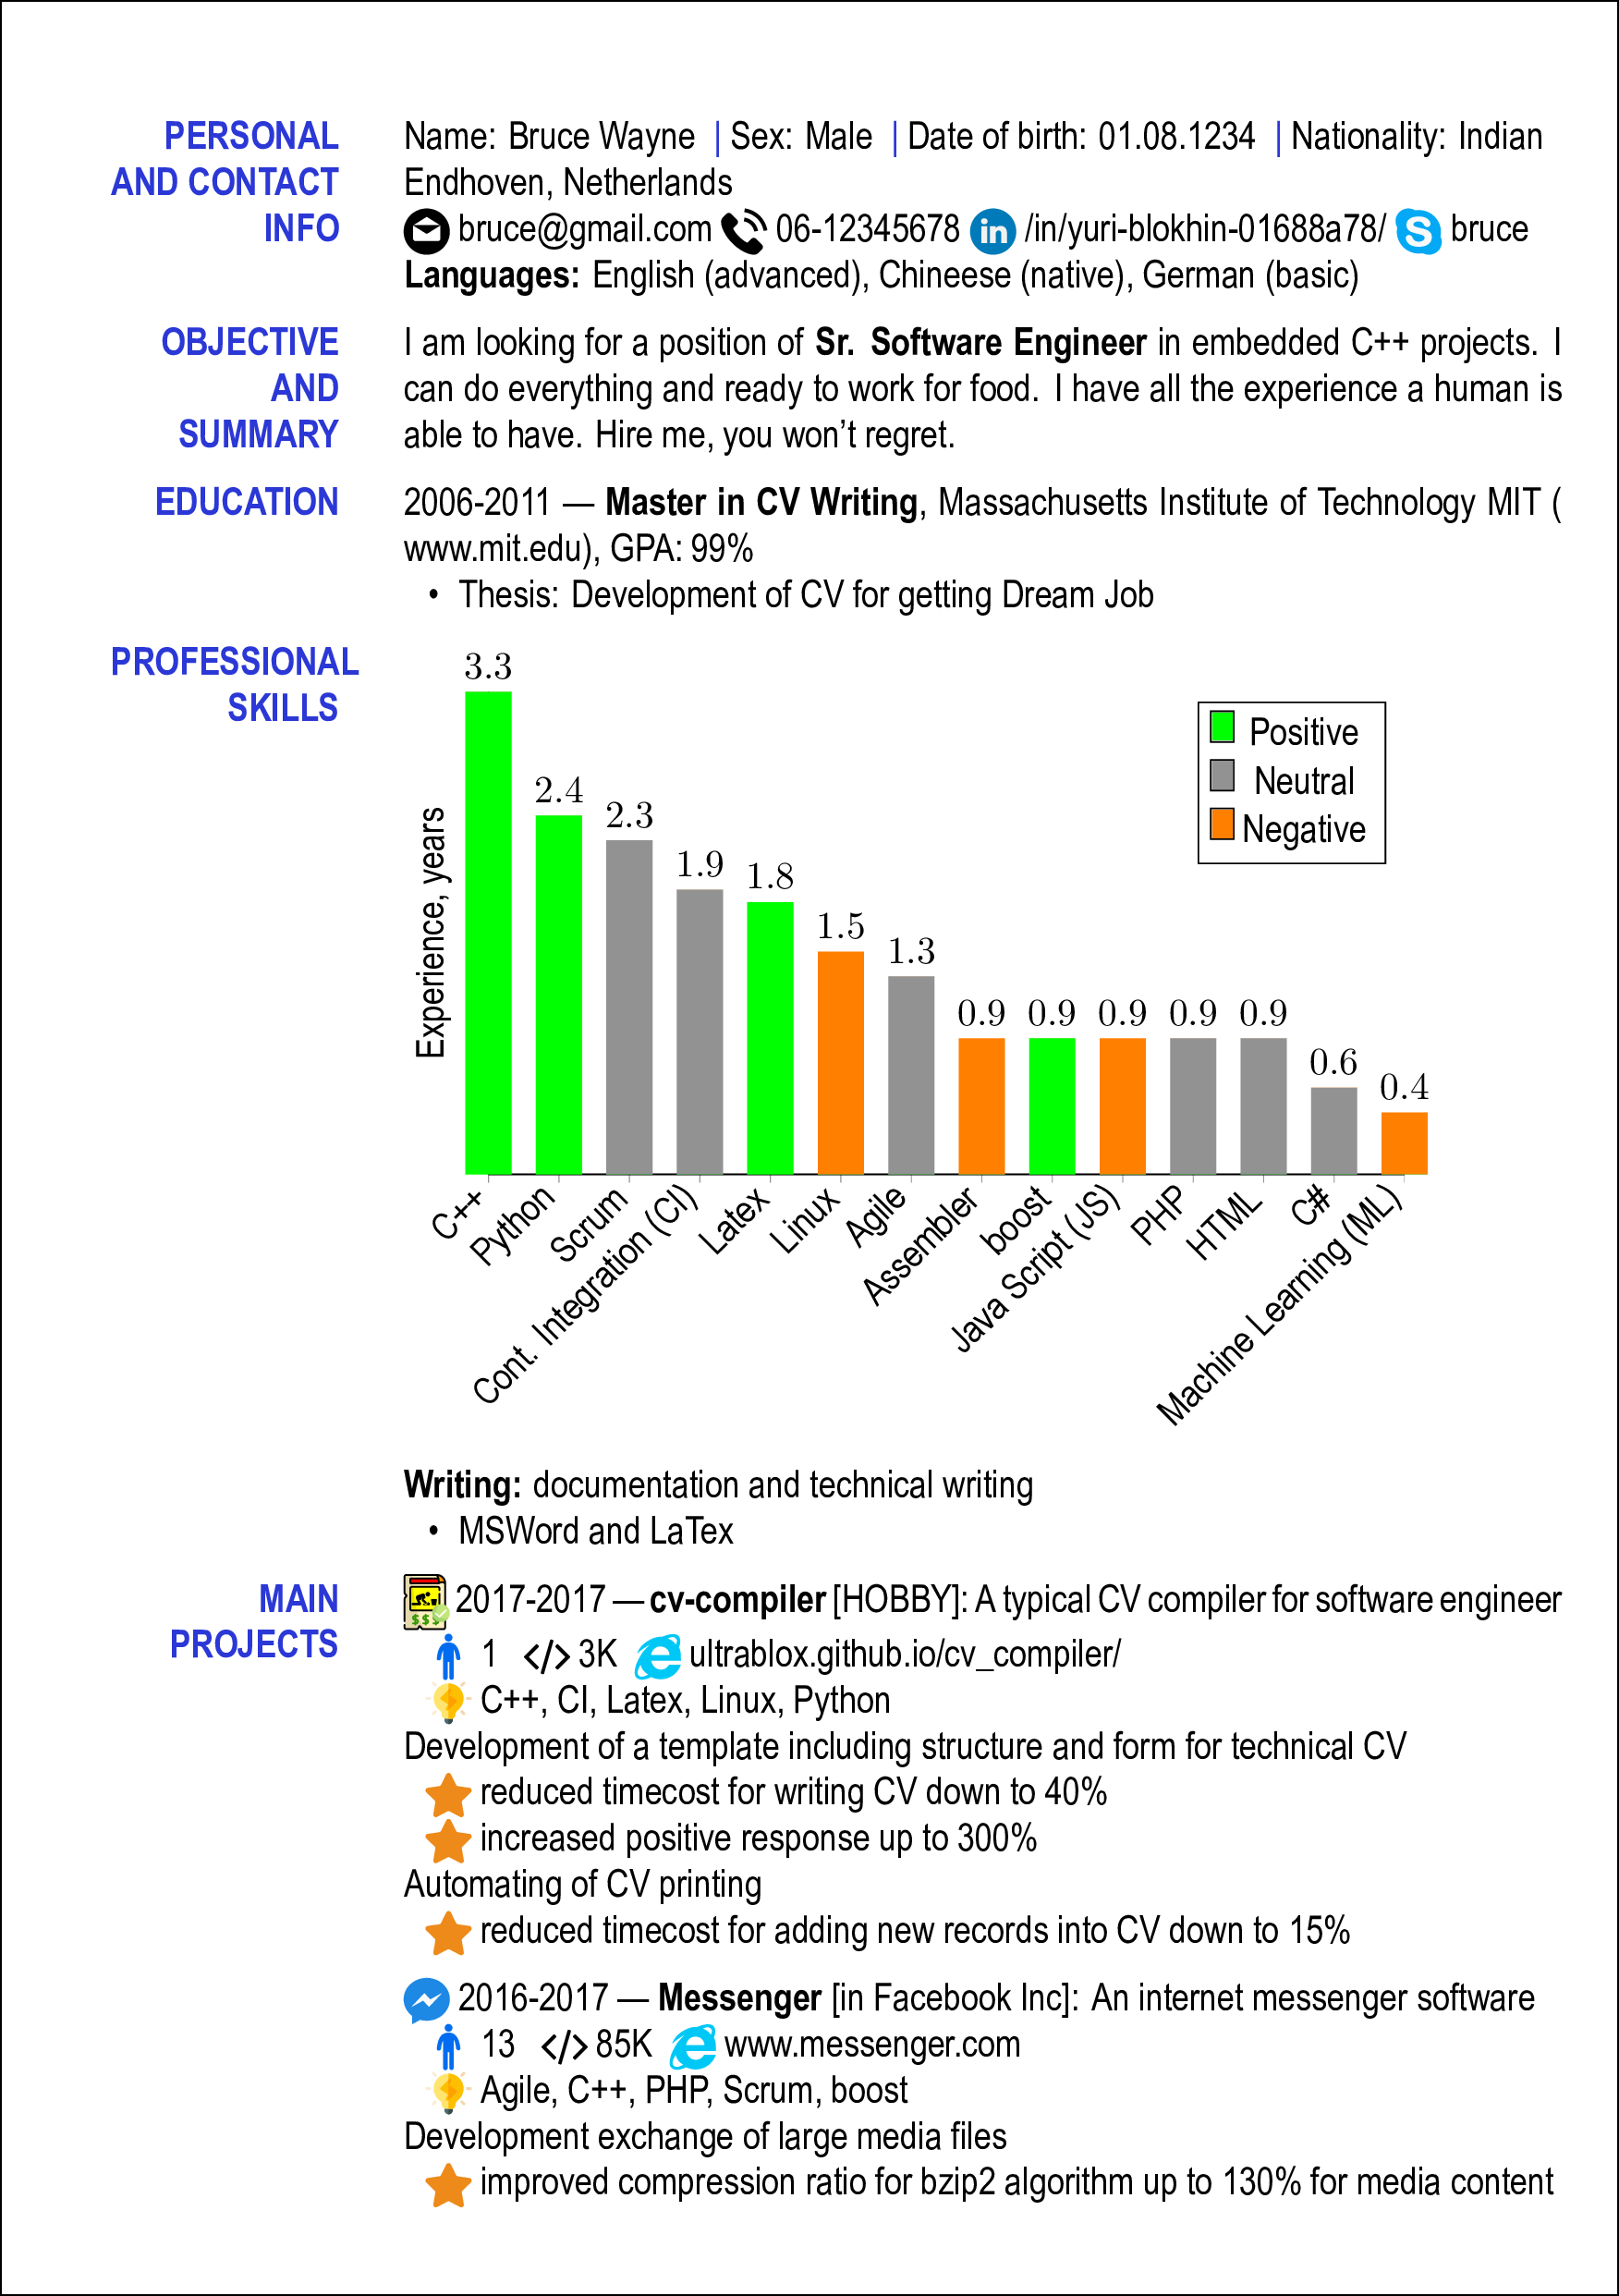 PERSONAL
AND CONTACT
INFO
Name: Bruce Wayne | Sex: Male | Date of birth: 01.08.1234 | Nationality: Indian
Endhoven, Netherlands
bruce@gmail.com 06-12345678 in /in/yuri-blokhin-01688a78/ S bruce
Languages: English (advanced), Chineese (native), German (basic)
OBJECTIVE
AND
SUMMARY
I am looking for a position of Sr. Software Engineer in embedded C++ projects. I
can do everything and ready to work for food. I have all the experience a human is
able to have. Hire me, you won't regret.
EDUCATION
2006-2011 — Master in CV Writing, Massachusetts Institute of Technology MIT (
www.mit.edu), GPA: 99%
• Thesis: Development of CV for getting Dream Job
PROFESSIONAL
SKILLS
3.3
2.4
2.3
1.9
1.8
1.5
1.3
0.9
0.9
0.9
0.9
0.9
0.6
0.4
Positive
Neutral
Negative
Experience, years
C++
Python
Scrum
Cont. Integration (CI)
Latex
Linux
Agile
Assembler
boost
Java Script (JS)
PHP
HTML
C#
Machine Learning (ML)
Writing: documentation and technical writing
• MSWord and LaTex
MAIN
PROJECTS
$$$ 2017-2017 — cv-compiler [HOBBY]: A typical CV compiler for software engineer
1 </> 3K ultrablox.github.io/cv_compiler/
C++, CI, Latex, Linux, Python
Development of a template including structure and form for technical CV
reduced timecost for writing CV down to 40%
increased positive response up to 300%
Automating of CV printing
reduced timecost for adding new records into CV down to 15%
2016-2017 — Messenger [in Facebook Inc]: An internet messenger software
13 </> 85K www.messenger.com
Agile, C++, PHP, Scrum, boost
Development exchange of large media files
improved compression ratio for bzip2 algorithm up to 130% for media content